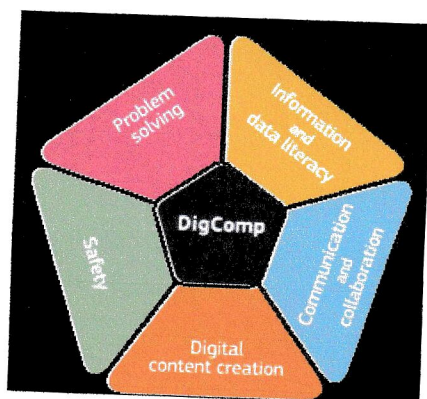 Problem
solving
Information
and
data literacy
DigComp
Safety
Communication
and
collaboration
Digital
content creation